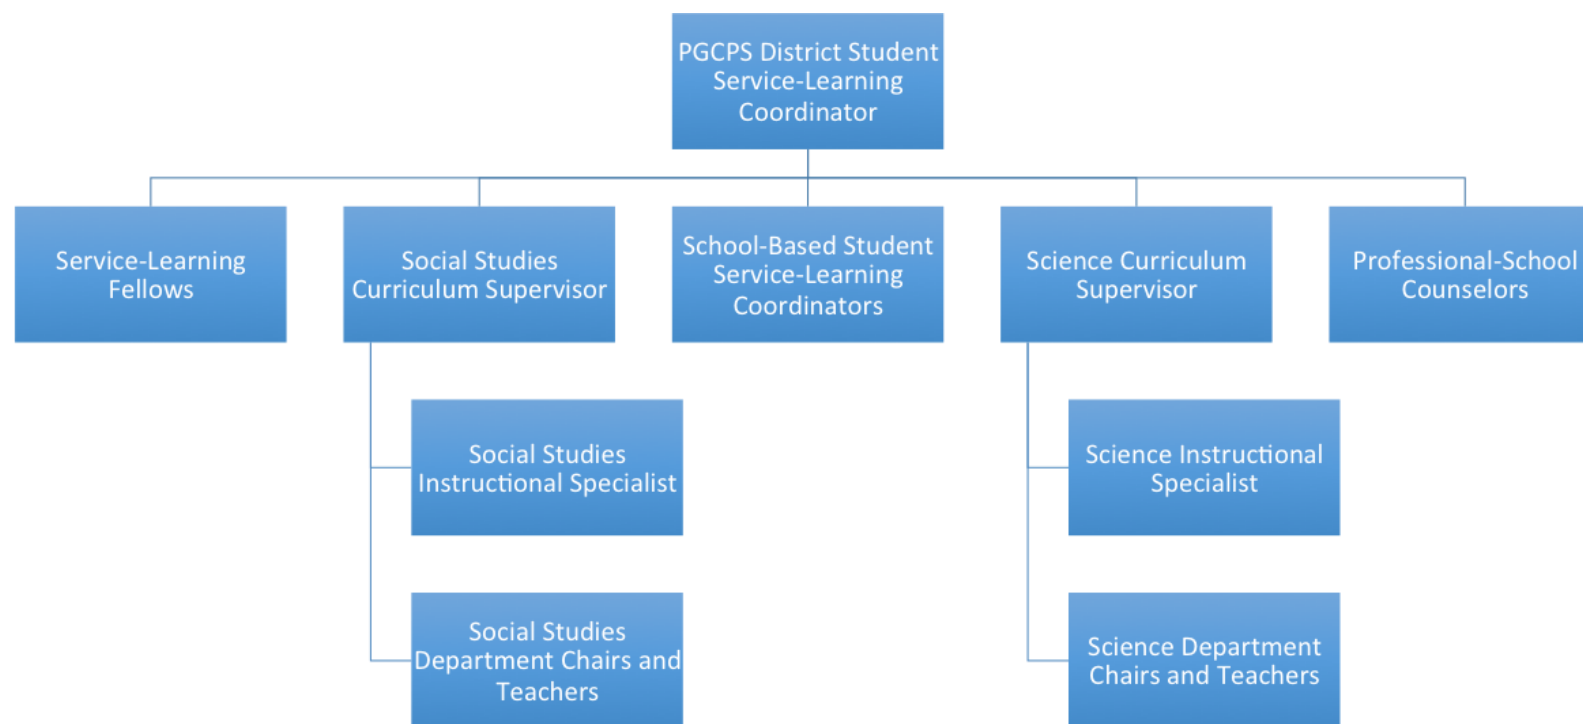 PGCPS District Student
Service-Learning
Coordinator
Service-Learning
Fellows
Social Studies
Curriculum Supervisor
School-Based Student
Service-Learning
Coordinators
Science Curriculum
Supervisor
Professional-School
Counselors
Social Studies
Instructional Specialist
Science Instructional
Specialist
Social Studies
Department Chairs and
Teachers
Science Department
Chairs and Teachers